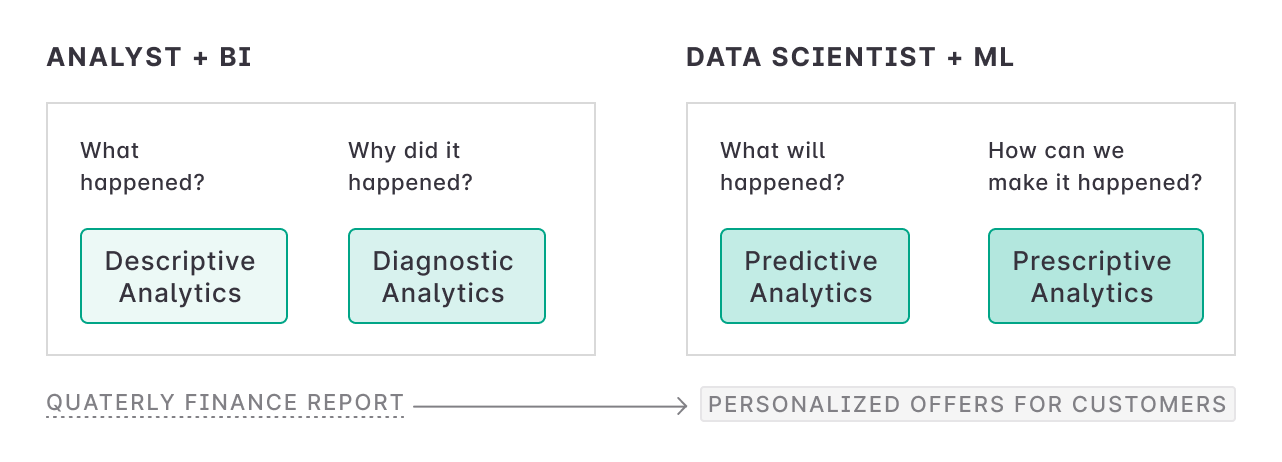 ANALYST + BI
DATA SCIENTIST + ML
What
happened?
Why did it
happened?
What will
happened?
How can we
make it happened?
Descriptive
Analytics
Diagnostic
Analytics
Predictive
Analytics
Prescriptive
Analytics
QUATERLY FINANCE REPORT
PERSONALIZED OFFERS FOR CUSTOMERS